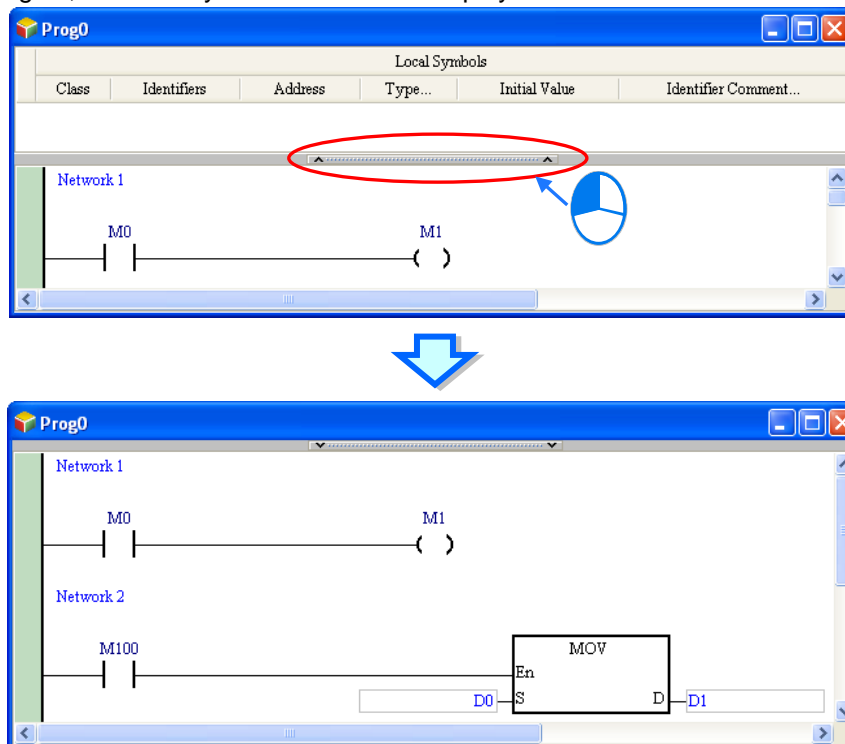 Prog0
Local Symbols
Class Identifiers Address Type... Initial Value Identifier Comment...
Network 1
M0 M1
Prog0
Network 1
M0 M1
Network 2
M100 MOV
En
D0 S D D1